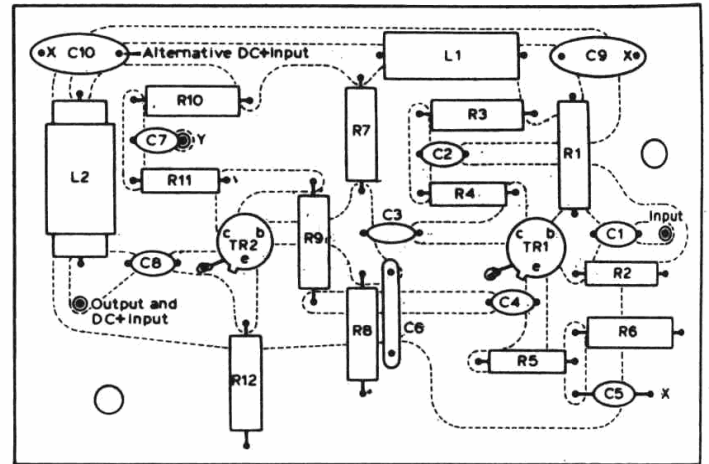 X C10
Alternative DC+Input
L1
C9 X
R10
R3
R7
R1
C7
Y
C2
L2
R11
R4
R9
C3
Input
C1
c b
TR2
e
c b
TR1
e
C8
R2
Output and
DC+Input
C4
R8
C6
R6
R12
R5
C5
X